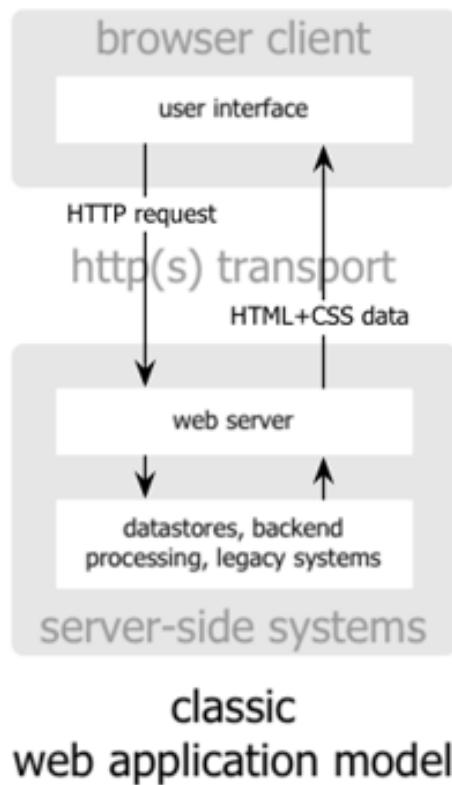 browser client
user interface
HTTP request
http(s) transport
HTML+CSS data
web server
datastores, backend
processing, legacy systems
server-side systems
classic
web application model